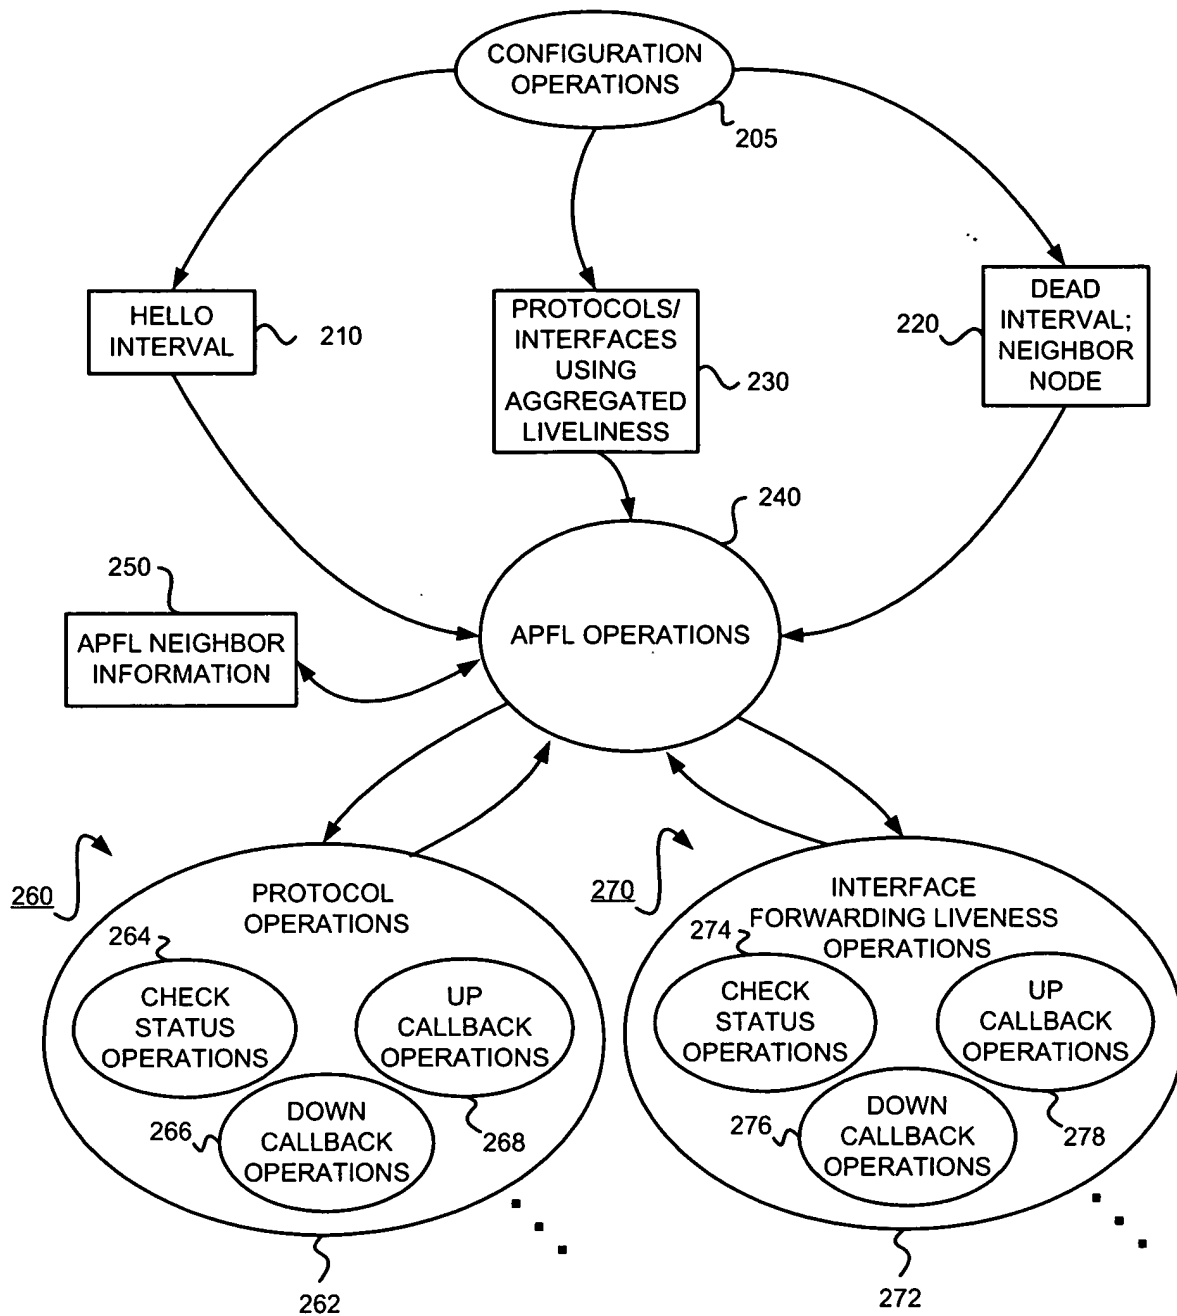 CONFIGURATION
OPERATIONS
205
HELLO
INTERVAL
210
PROTOCOLS/
INTERFACES
USING
AGGREGATED
LIVELINESS
230
220
DEAD
INTERVAL;
NEIGHBOR
NODE
240
250
APFL NEIGHBOR
INFORMATION
APFL OPERATIONS
260
PROTOCOL
OPERATIONS
264
CHECK
STATUS
OPERATIONS
UP
CALLBACK
OPERATIONS
266
DOWN
CALLBACK
OPERATIONS
268
262
270
INTERFACE
FORWARDING LIVENESS
OPERATIONS
274
CHECK
STATUS
OPERATIONS
UP
CALLBACK
OPERATIONS
276
DOWN
CALLBACK
OPERATIONS
278
272